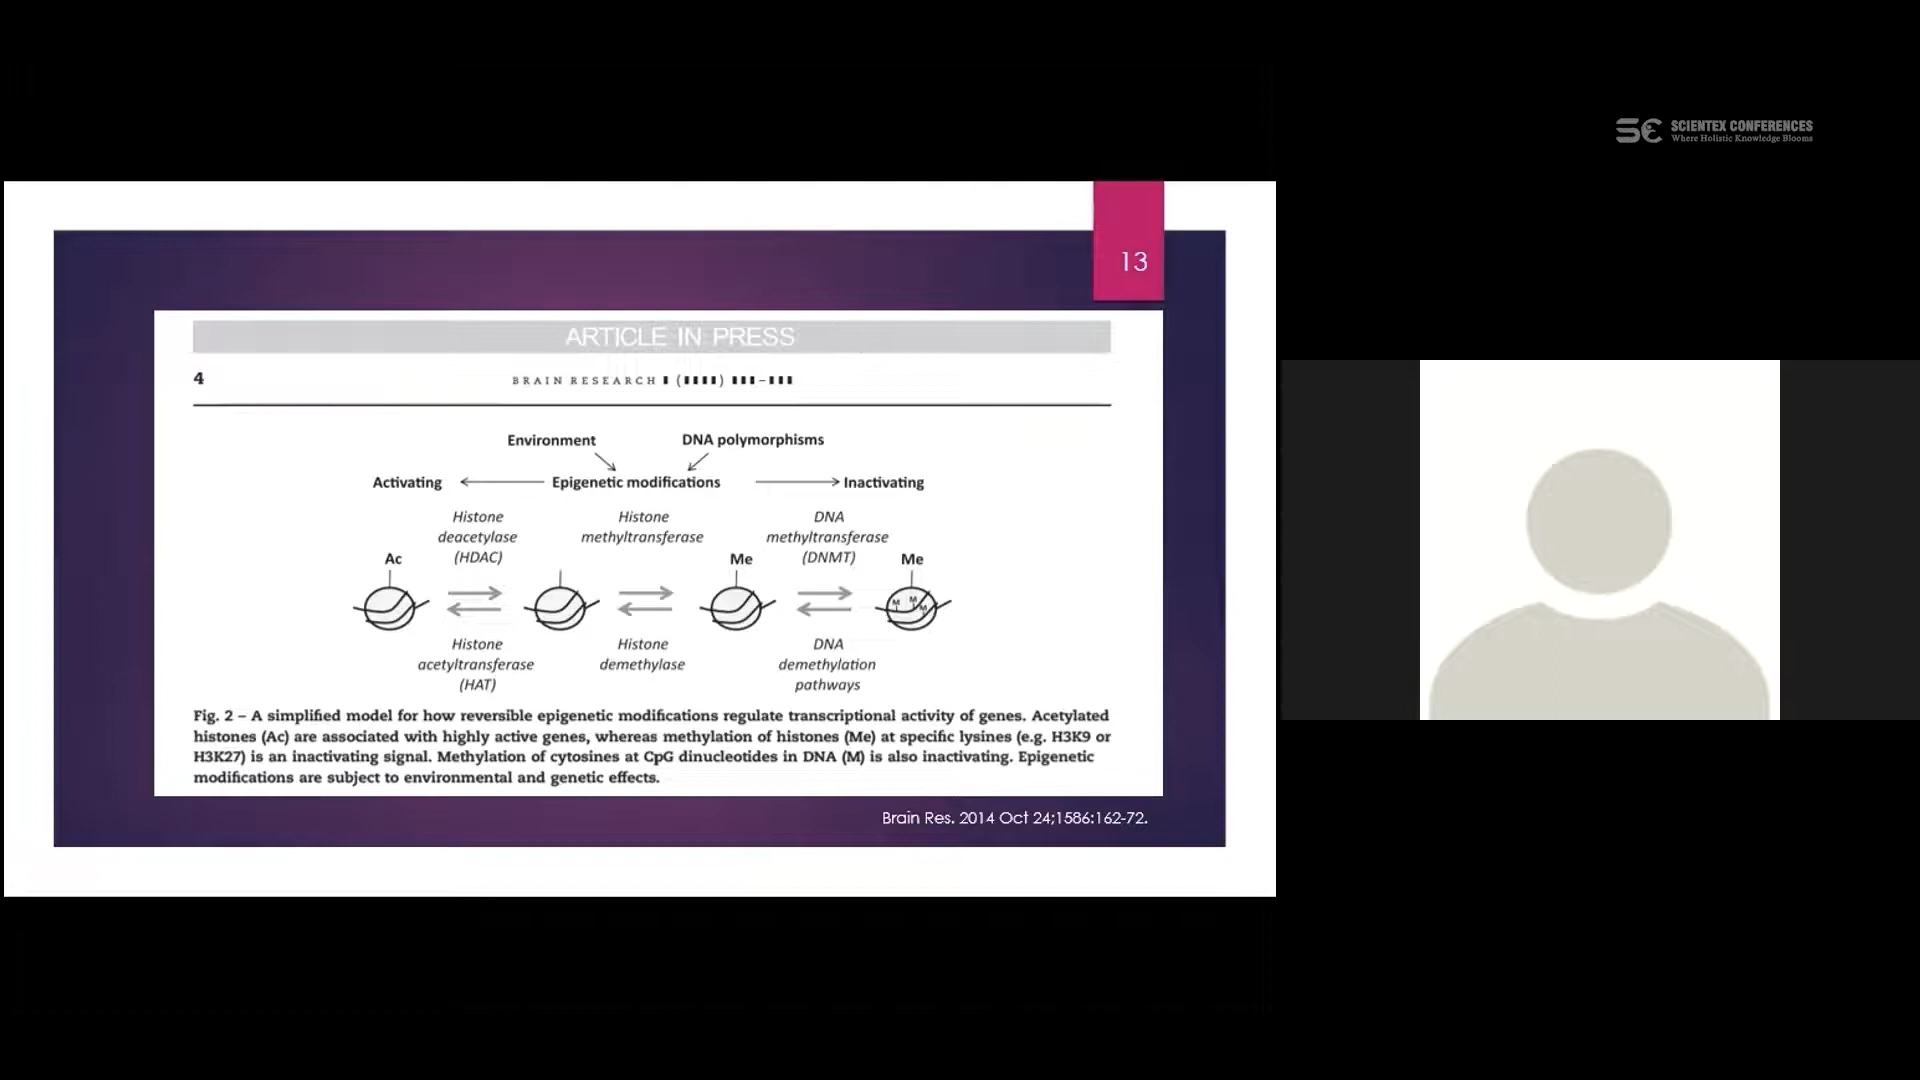 SCIENTEX CONFERENCES
Where Holistic Knowledge Blooms
13
ARTICLE IN PRESS
4
BRAIN RESEARCH ▮ (▮▮▮▮) ▮▮▮–▮▮▮
Environment DNA polymorphisms
Activating Epigenetic modifications Inactivating
Histone Histone DNA
deacetylase methyltransferase methyltransferase
(HDAC) (DNMT)
Ac Me Me
M M M
Histone Histone DNA
acetyltransferase demethylase demethylation
(HAT) pathways
Fig. 2 – A simplified model for how reversible epigenetic modifications regulate transcriptional activity of genes. Acetylated
histones (Ac) are associated with highly active genes, whereas methylation of histones (Me) at specific lysines (e.g. H3K9 or
H3K27) is an inactivating signal. Methylation of cytosines at CpG dinucleotides in DNA (M) is also inactivating. Epigenetic
modifications are subject to environmental and genetic effects.
Brain Res. 2014 Oct 24;1586:162-72.